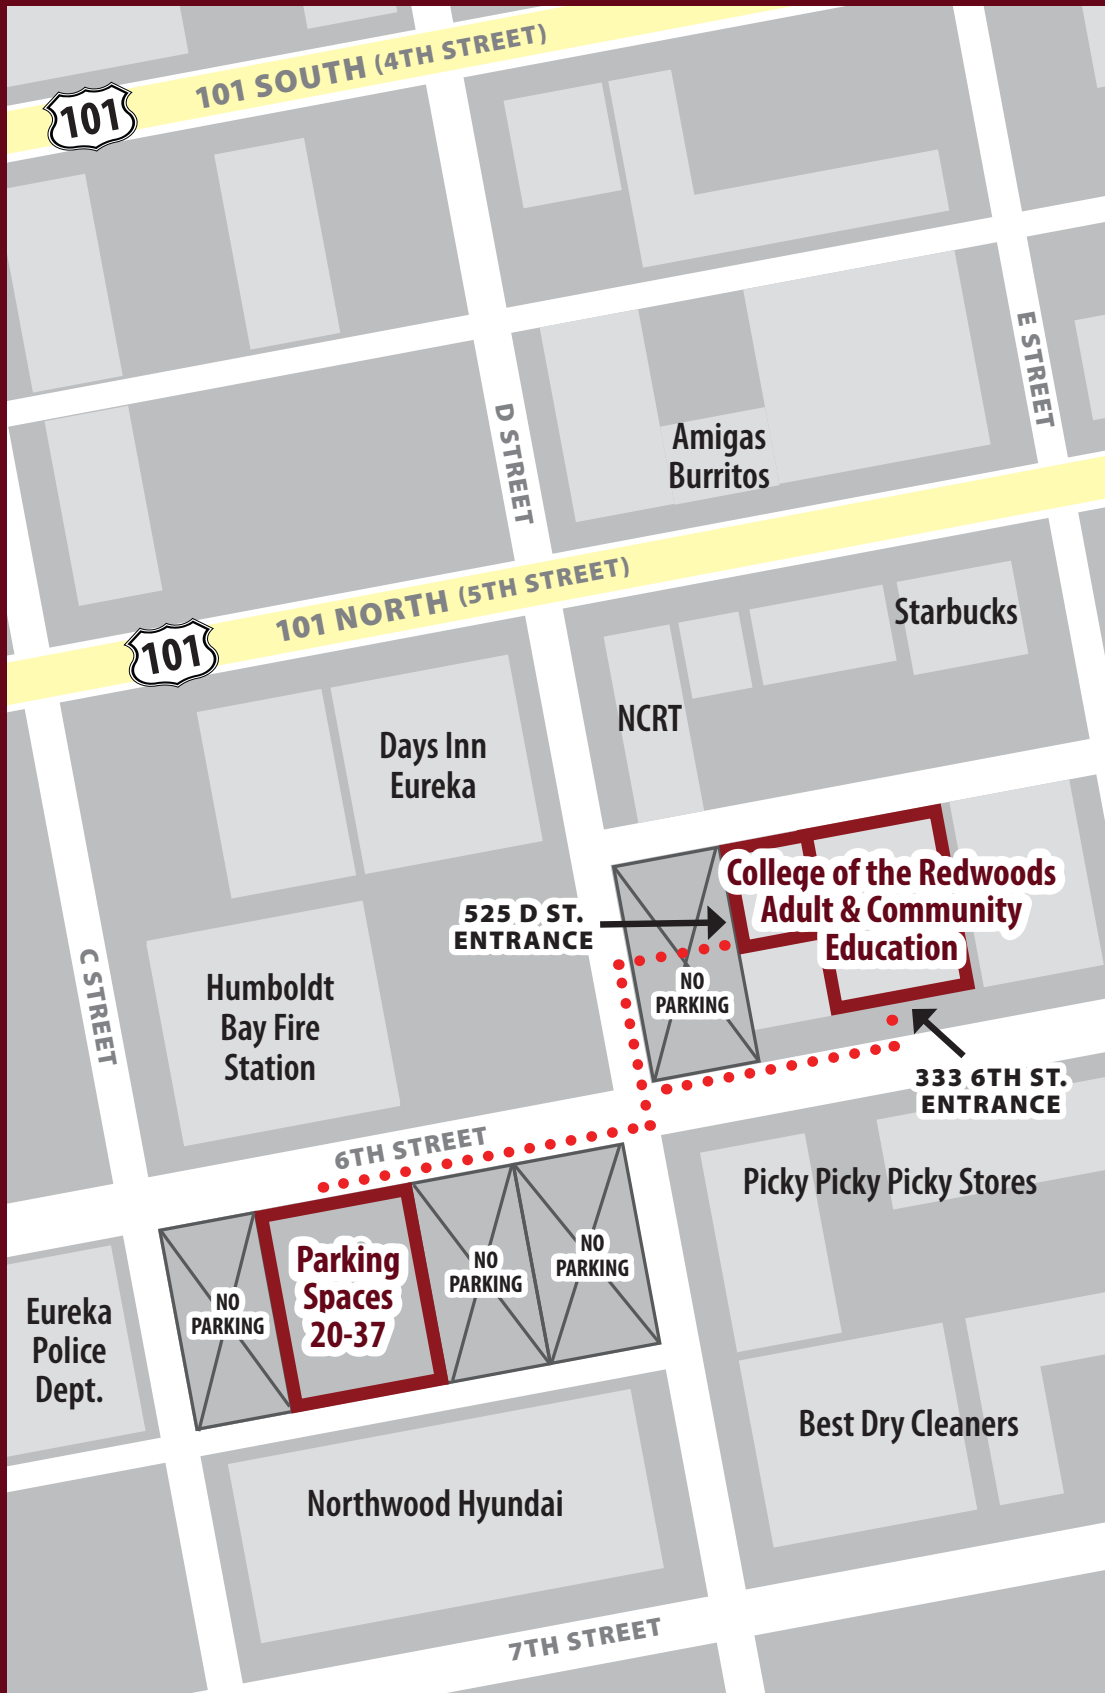 101 SOUTH (4TH STREET)
101
E STREET
D STREET
Amigas
Burritos
101 NORTH (5TH STREET)
101
Starbucks
NCRT
Days Inn
Eureka
College of the Redwoods
Adult & Community
Education
525 D ST.
ENTRANCE
C STREET
Humboldt
Bay Fire
Station
NO
PARKING
333 6TH ST.
ENTRANCE
6TH STREET
Picky Picky Picky Stores
Parking
Spaces
20-37
NO
PARKING
NO
PARKING
NO
PARKING
Eureka
Police
Dept.
Best Dry Cleaners
Northwood Hyundai
7TH STREET